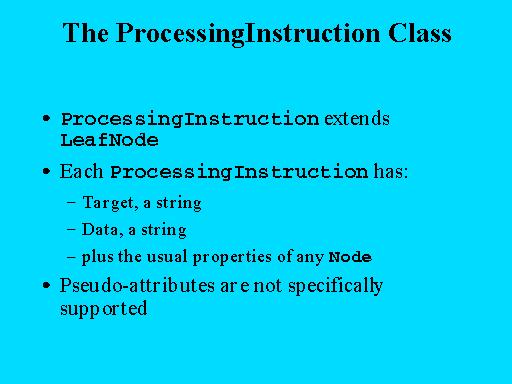 The ProcessingInstruction Class
• ProcessingInstruction extends
LeafNode
• Each ProcessingInstruction has:
– Target, a string
– Data, a string
– plus the usual properties of any Node
• Pseudo-attributes are not specifically
supported